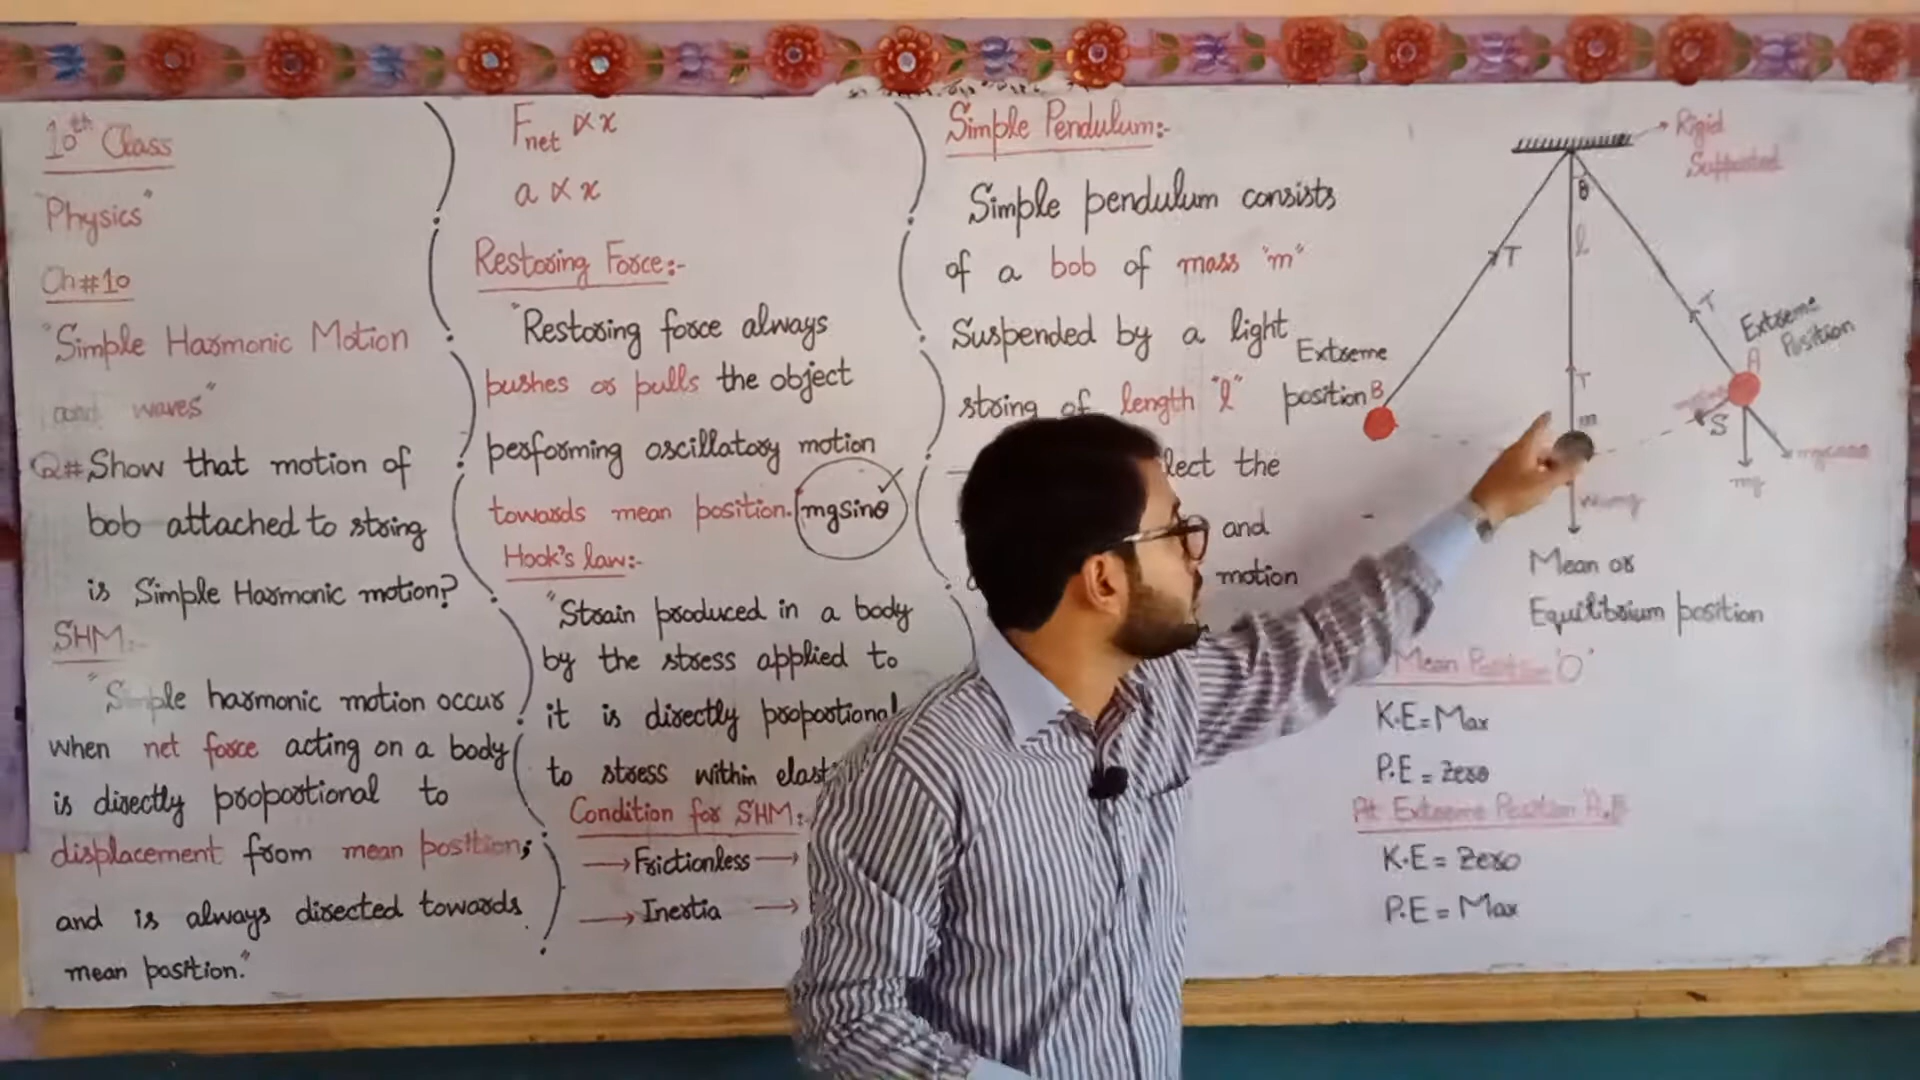 10th Class
"Physics"
Ch#10
"Simple Harmonic Motion
and waves"
Q# Show that motion of
bob attached to string
is Simple Harmonic motion?
SHM:-
"Simple harmonic motion occur
when net force acting on a body
is directly proportional to
displacement from mean position;
and is always directed towards
mean position."
Fnet ∝ x
a ∝ x
Restoring Force:-
"Restoring force always
pushes or pulls the object
performing oscillatory motion
towards mean position. mgsinθ ✓
Hook's law:-
"Strain produced in a body
by the stress applied to
it is directly proportional
to stress within elast
Condition for SHM:
→ Frictionless →
→ Inertia →
Simple Pendulum:-
Simple pendulum consists
of a bob of mass "m"
Suspended by a light
string of length "l"
lect the
and
motion
Rigid
Supported
θ
l
T
T
T
Extreme
position B
Extreme
Position
A
m
S
mg
mgcosθ
w=mg
Mean or
Equilibrium position
Mean Position 'O'
K.E = Max
P.E = Zero
At Extreme Position A,B
K.E = Zero
P.E = Max